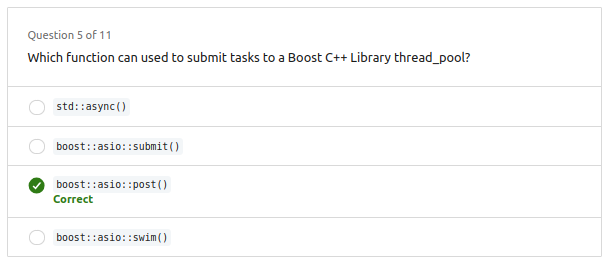 Question 5 of 11
Which function can used to submit tasks to a Boost C++ Library thread_pool?
std::async()
boost::asio::submit()
boost::asio::post()
Correct
boost::asio::swim()